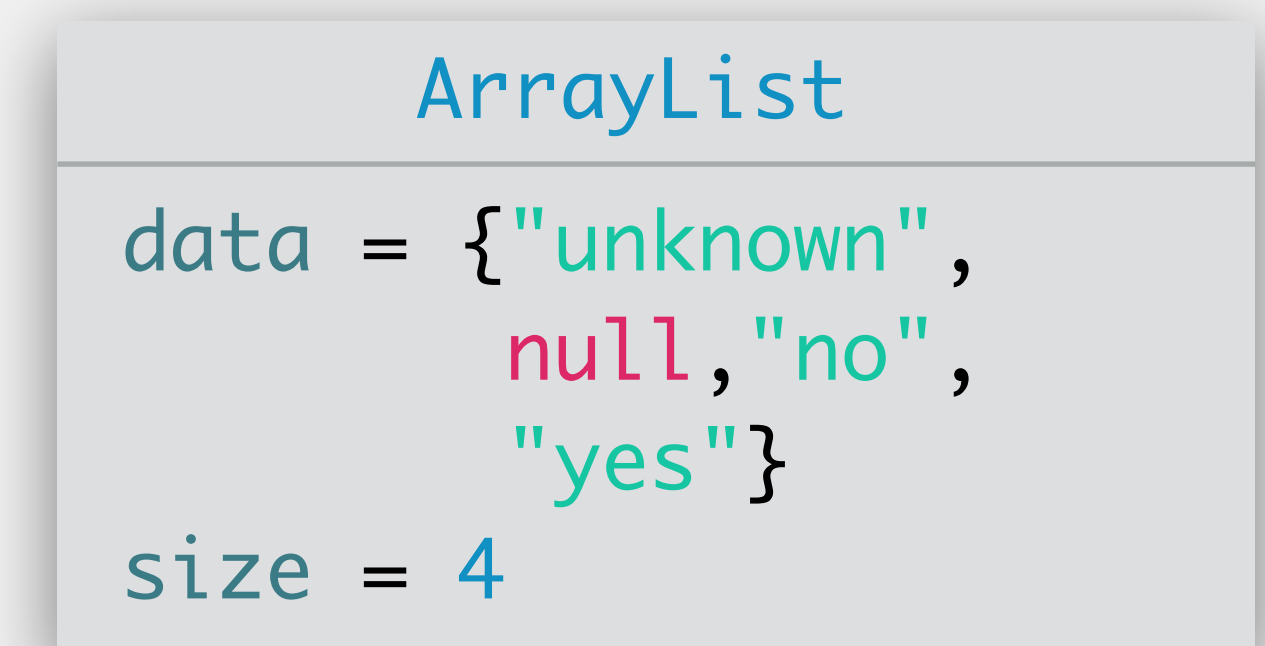 ArrayList
data = {"unknown",
null,"no",
"yes"}
size = 4